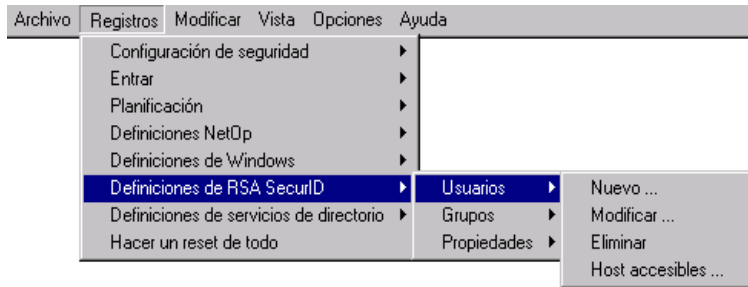 Archivo Registros Modificar Vista Opciones Ayuda
Configuración de seguridad
Entrar
Planificación
Definiciones NetOp
Definiciones de Windows
Definiciones de RSA SecurID Usuarios Nuevo ...
Definiciones de servicios de directorio Grupos Modificar ...
Hacer un reset de todo Propiedades Eliminar
Host accesibles ...